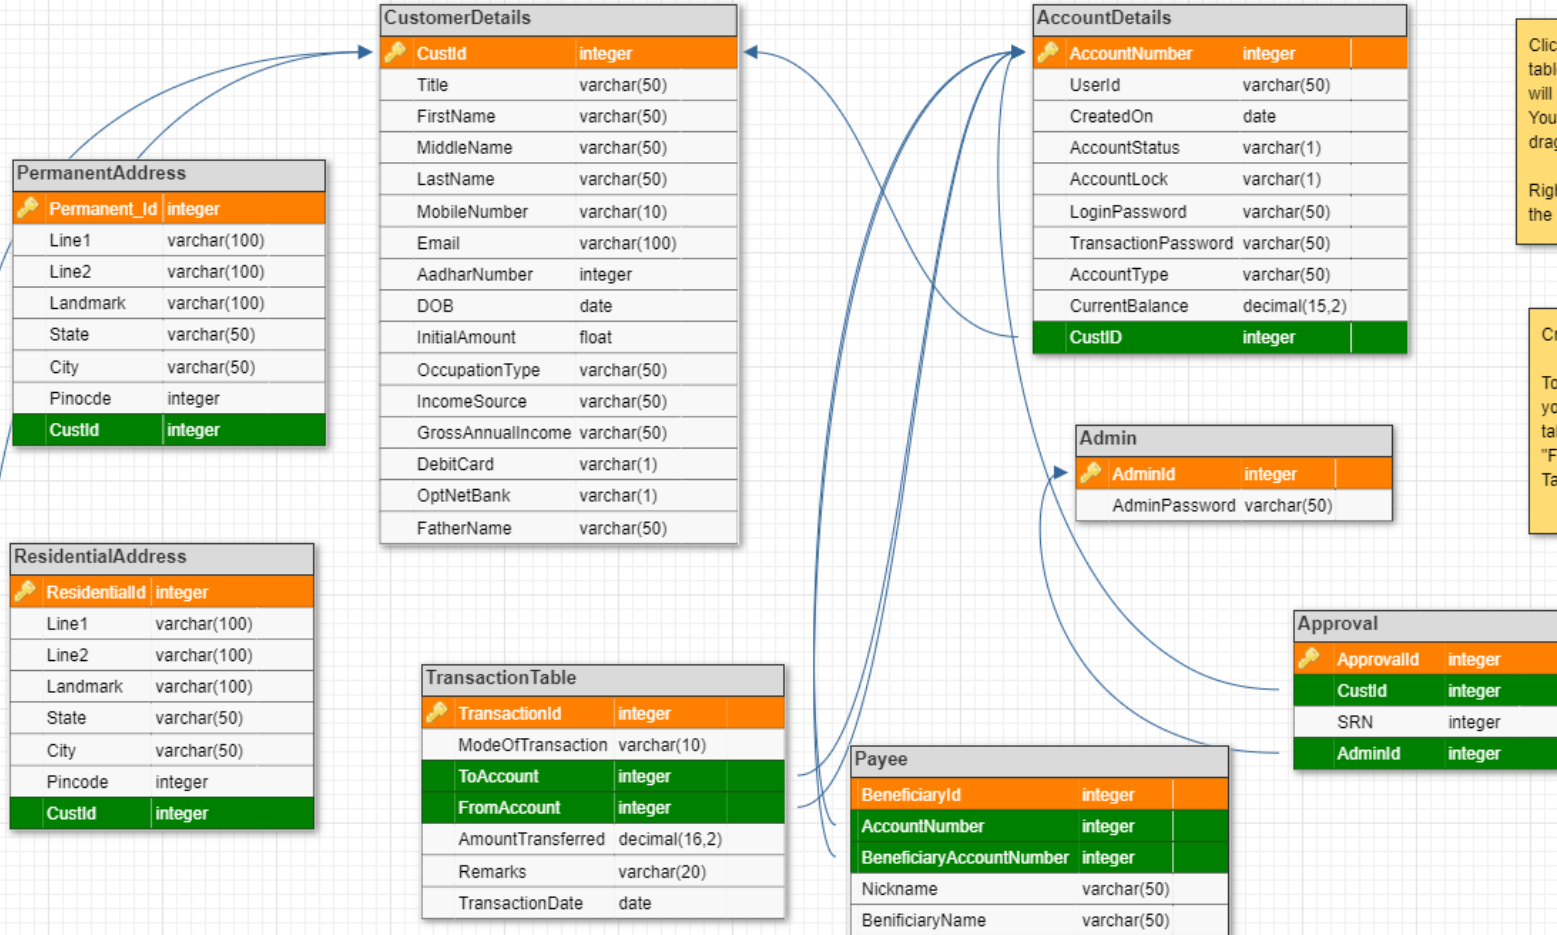 CustomerDetails
CustId integer
Title varchar(50)
FirstName varchar(50)
MiddleName varchar(50)
LastName varchar(50)
MobileNumber varchar(10)
Email varchar(100)
AadharNumber integer
DOB date
InitialAmount float
OccupationType varchar(50)
IncomeSource varchar(50)
GrossAnnualIncome varchar(50)
DebitCard varchar(1)
OptNetBank varchar(1)
FatherName varchar(50)
AccountDetails
AccountNumber integer
UserId varchar(50)
CreatedOn date
AccountStatus varchar(1)
AccountLock varchar(1)
LoginPassword varchar(50)
TransactionPassword varchar(50)
AccountType varchar(50)
CurrentBalance decimal(15,2)
CustID integer
PermanentAddress
Permanent_Id integer
Line1 varchar(100)
Line2 varchar(100)
Landmark varchar(100)
State varchar(50)
City varchar(50)
Pinocde integer
CustId integer
Admin
AdminId integer
AdminPassword varchar(50)
ResidentialAddress
ResidentialId integer
Line1 varchar(100)
Line2 varchar(100)
Landmark varchar(100)
State varchar(50)
City varchar(50)
Pincode integer
CustId integer
TransactionTable
TransactionId integer
ModeOfTransaction varchar(10)
ToAccount integer
FromAccount integer
AmountTransferred decimal(16,2)
Remarks varchar(20)
TransactionDate date
Payee
BeneficiaryId integer
AccountNumber integer
BeneficiaryAccountNumber integer
Nickname varchar(50)
BenificiaryName varchar(50)
Approval
ApprovalId integer
CustId integer
SRN integer
AdminId integer
will
the